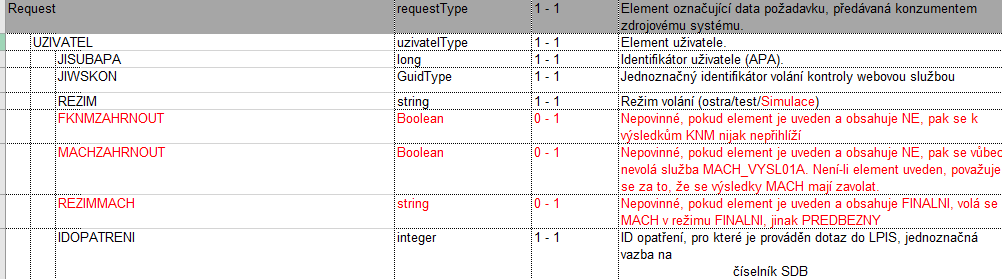 Request requestType 1 - 1 Element označující data požadavku, předávaná konzumentem
zdrojovému systému.
UZIVATEL uzivatelType 1 - 1 Element uživatele.
JISUBAPA long 1 - 1 Identifikátor uživatele (APA).
JIWSKON GuidType 1 - 1 Jednoznačný identifikátor volání kontroly webovou službou
REZIM string 1 - 1 Režim volání (ostra/test/Simulace)
FKNMZAHRNOUT Boolean 0 - 1 Nepovinné, pokud element je uveden a obsahuje NE, pak se k
výsledkům KNM nijak nepřihlíží
MACHZAHRNOUT Boolean 0 - 1 Nepovinné, pokud element je uveden a obsahuje NE, pak se vůbec
nevolá služba MACH_VYSL01A. Není-li element uveden, považuje
se za to, že se výsledky MACH mají zavolat.
REZIMMACH string 0 - 1 Nepovinné, pokud element je uveden a obsahuje FINALNI, volá se
MACH v režimu FINALNI, jinak PREDBEZNY
IDOPATRENI integer 1 - 1 ID opatření, pro které je prováděn dotaz do LPIS, jednoznačná
vazba na
číselník SDB